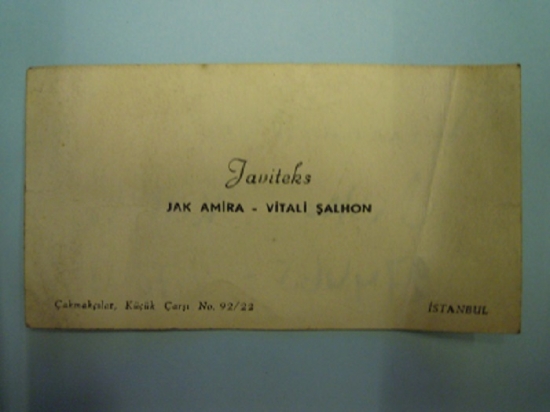 Javiteks
JAK AMİRA - VİTALİ ŞALHON
Çakmakçılar, Küçük Çarşı No. 92/22
İSTANBUL